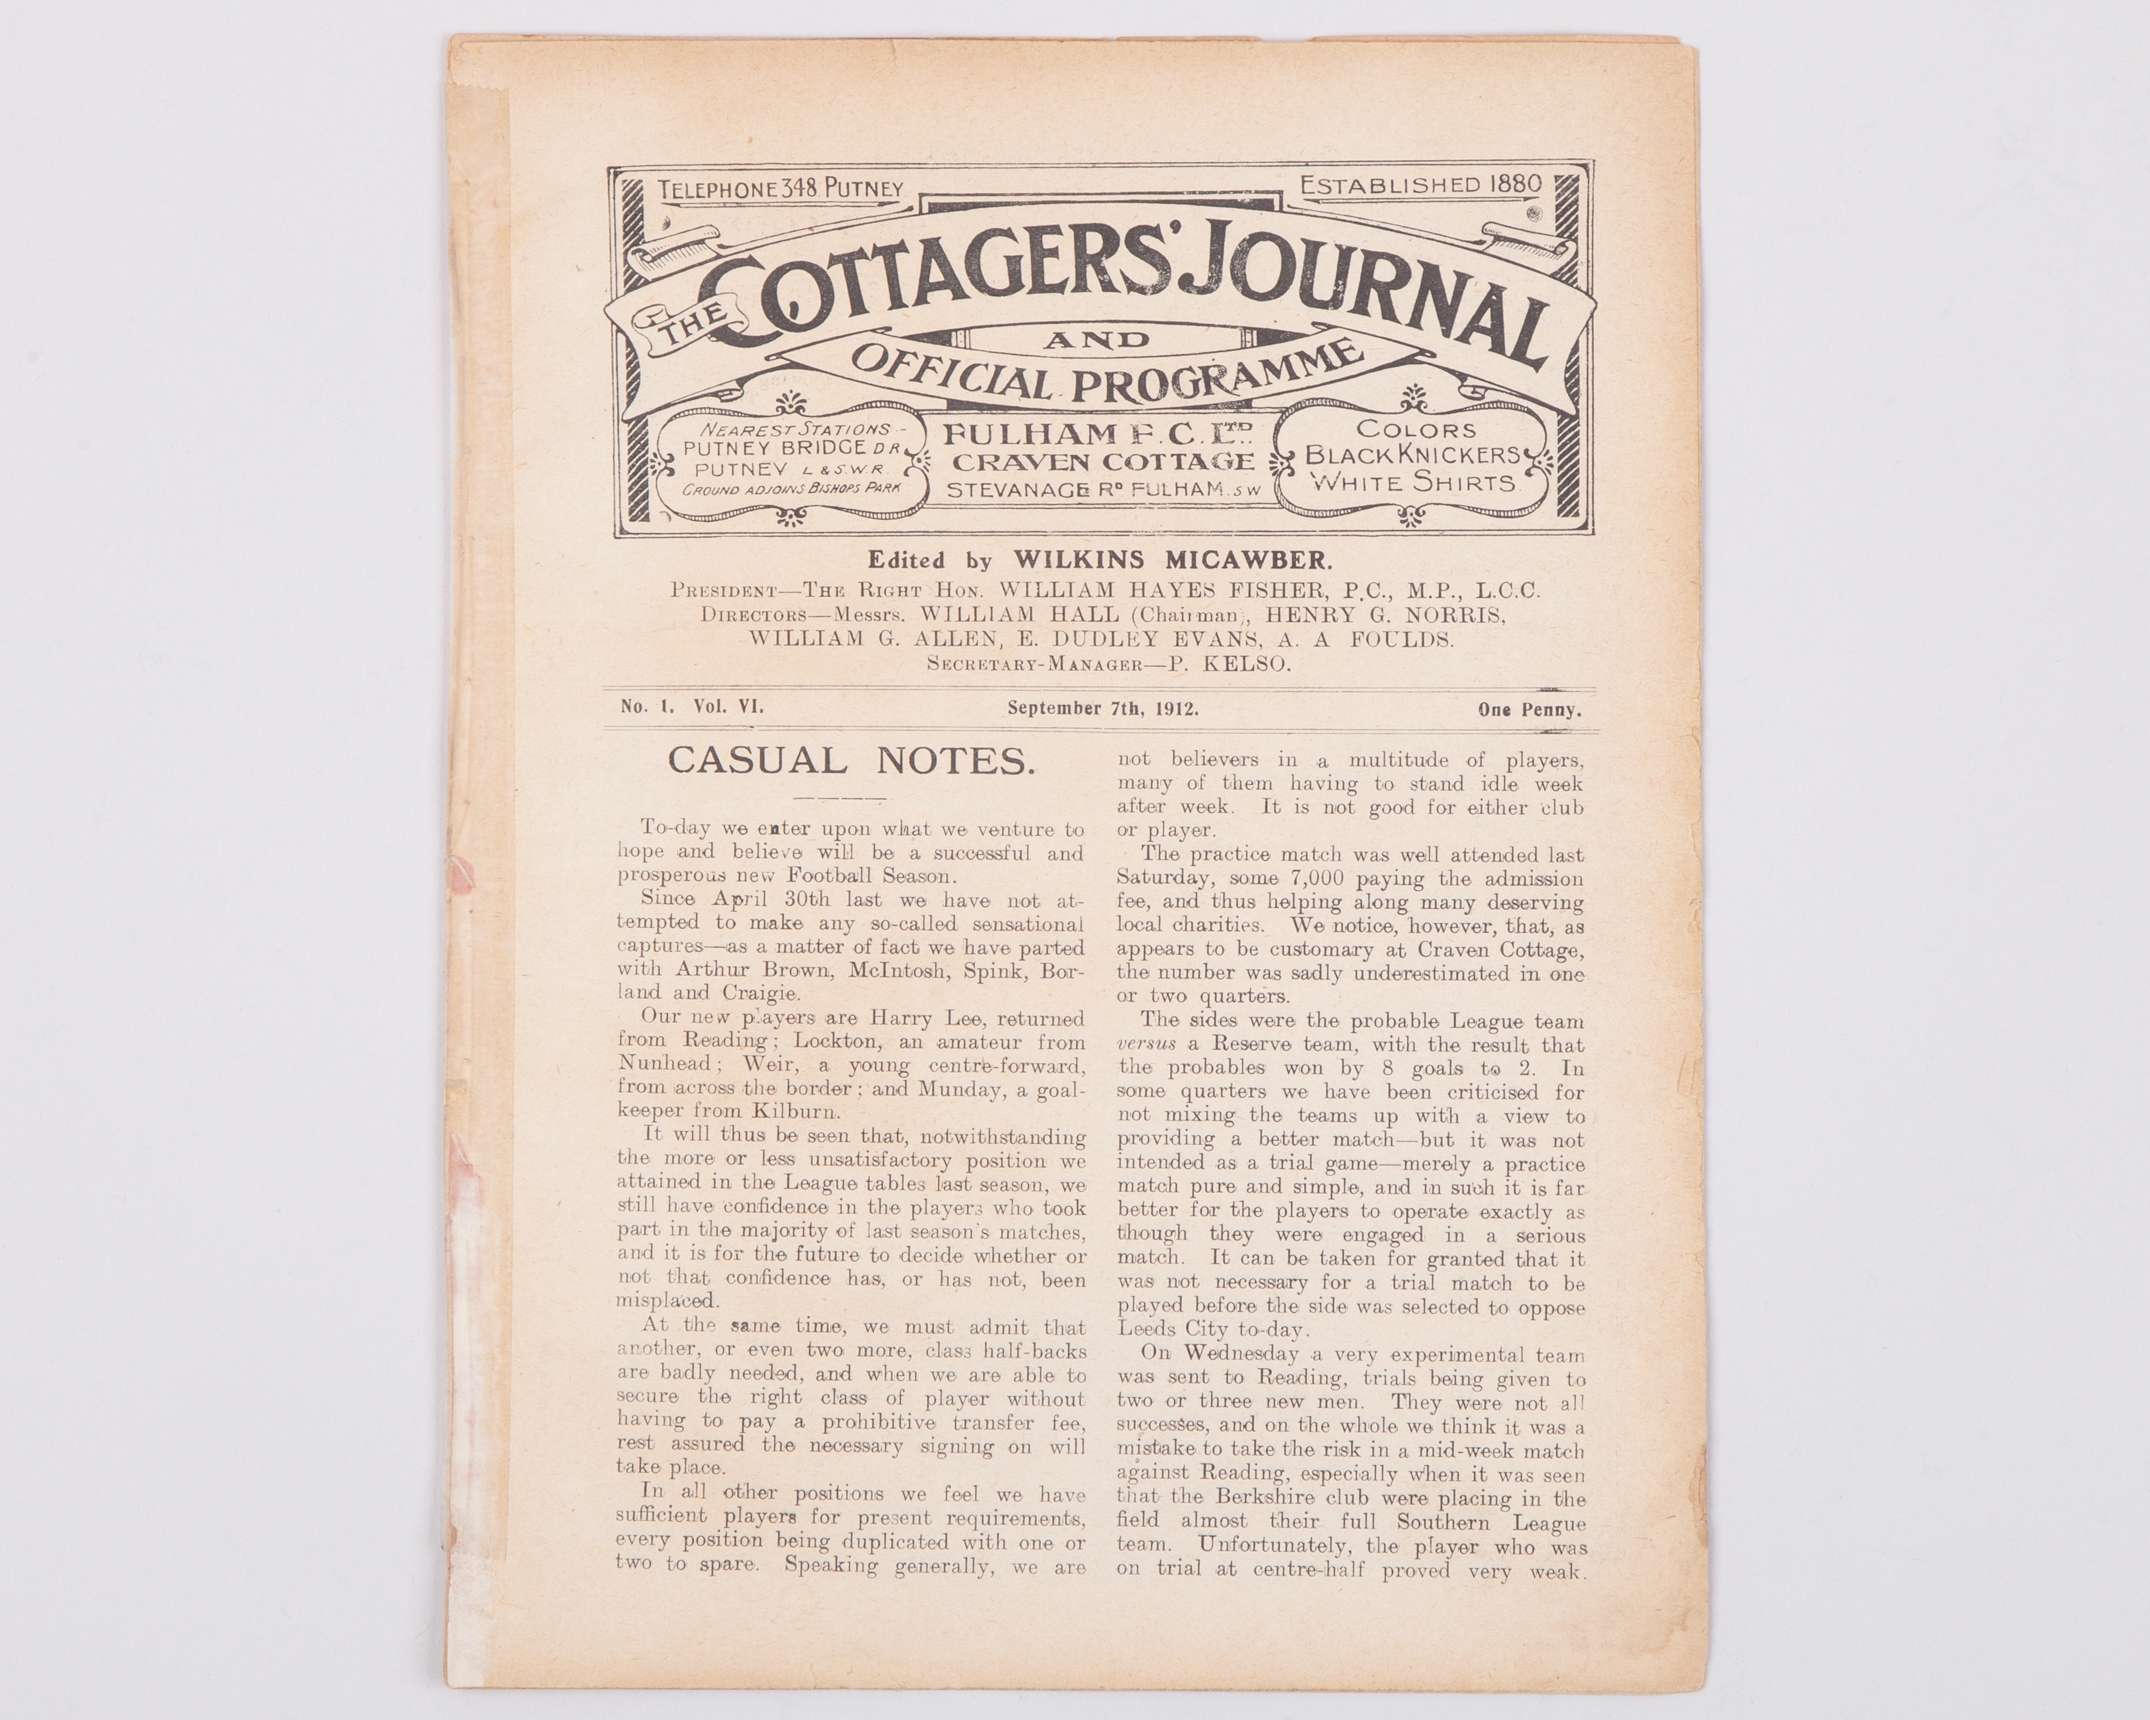 TELEPHONE 348 PUTNEY
ESTABLISHED 1880
THE COTTAGERS' JOURNAL
AND
OFFICIAL PROGRAMME
NEAREST STATIONS -
PUTNEY BRIDGE DR
PUTNEY L & S.W.R.
GROUND ADJOINS BISHOPS PARK
FULHAM F.C. LTD.
CRAVEN COTTAGE
STEVANAGE RD FULHAM. SW
COLORS
BLACK KNICKERS
WHITE SHIRTS.
Edited by WILKINS MICAWBER.
PRESIDENT—THE RIGHT HON. WILLIAM HAYES FISHER, P.C., M.P., L.C.C.
DIRECTORS—Messrs. WILLIAM HALL (Chairman), HENRY G. NORRIS,
WILLIAM G. ALLEN, E. DUDLEY EVANS, A. A FOULDS.
SECRETARY-MANAGER—P. KELSO.
No. 1. Vol. VI. September 7th, 1912. One Penny.
CASUAL NOTES.
To-day we enter upon what we venture to
hope and believe will be a successful and
prosperous new Football Season.
Since April 30th last we have not at-
tempted to make any so-called sensational
captures—as a matter of fact we have parted
with Arthur Brown, McIntosh, Spink, Bor-
land and Craigie.
Our new players are Harry Lee, returned
from Reading; Lockton, an amateur from
Nunhead; Weir, a young centre-forward,
from across the border; and Munday, a goal-
keeper from Kilburn.
It will thus be seen that, notwithstanding
the more or less unsatisfactory position we
attained in the League tables last season, we
still have confidence in the players who took
part in the majority of last season's matches,
and it is for the future to decide whether or
not that confidence has, or has not, been
misplaced.
At the same time, we must admit that
another, or even two more, class half-backs
are badly needed, and when we are able to
secure the right class of player without
having to pay a prohibitive transfer fee,
rest assured the necessary signing on will
take place.
In all other positions we feel we have
sufficient players for present requirements,
every position being duplicated with one or
two to spare. Speaking generally, we are
not believers in a multitude of players,
many of them having to stand idle week
after week. It is not good for either club
or player.
The practice match was well attended last
Saturday, some 7,000 paying the admission
fee, and thus helping along many deserving
local charities. We notice, however, that, as
appears to be customary at Craven Cottage,
the number was sadly underestimated in one
or two quarters.
The sides were the probable League team
versus a Reserve team, with the result that
the probables won by 8 goals to 2. In
some quarters we have been criticised for
not mixing the teams up with a view to
providing a better match—but it was not
intended as a trial game—merely a practice
match pure and simple, and in such it is far
better for the players to operate exactly as
though they were engaged in a serious
match. It can be taken for granted that it
was not necessary for a trial match to be
played before the side was selected to oppose
Leeds City to-day.
On Wednesday a very experimental team
was sent to Reading, trials being given to
two or three new men. They were not all
successes, and on the whole we think it was a
mistake to take the risk in a mid-week match
against Reading, especially when it was seen
that the Berkshire club were placing in the
field almost their full Southern League
team. Unfortunately, the player who was
on trial at centre-half proved very weak.